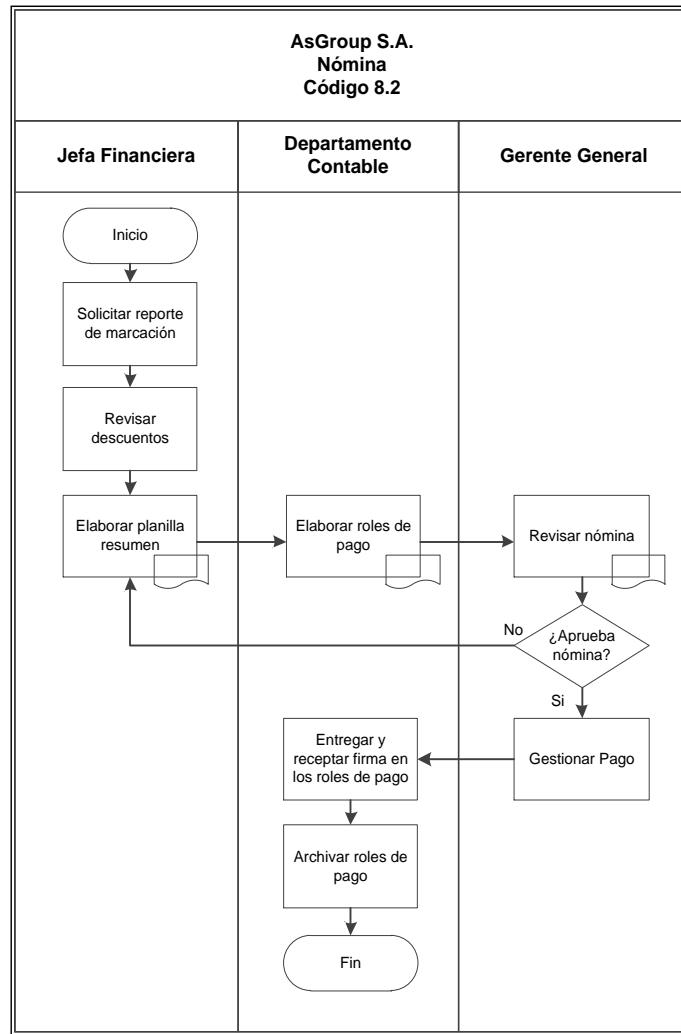 AsGroup S.A.
Nómina
Código 8.2
Jefa Financiera
Departamento
Contable
Gerente General
Inicio
Solicitar reporte
de marcación
Revisar
descuentos
Elaborar planilla
resumen
Elaborar roles de
pago
Revisar nómina
No
¿Aprueba
nómina?
Si
Entregar y
receptar firma en
los roles de pago
Gestionar Pago
Archivar roles de
pago
Fin